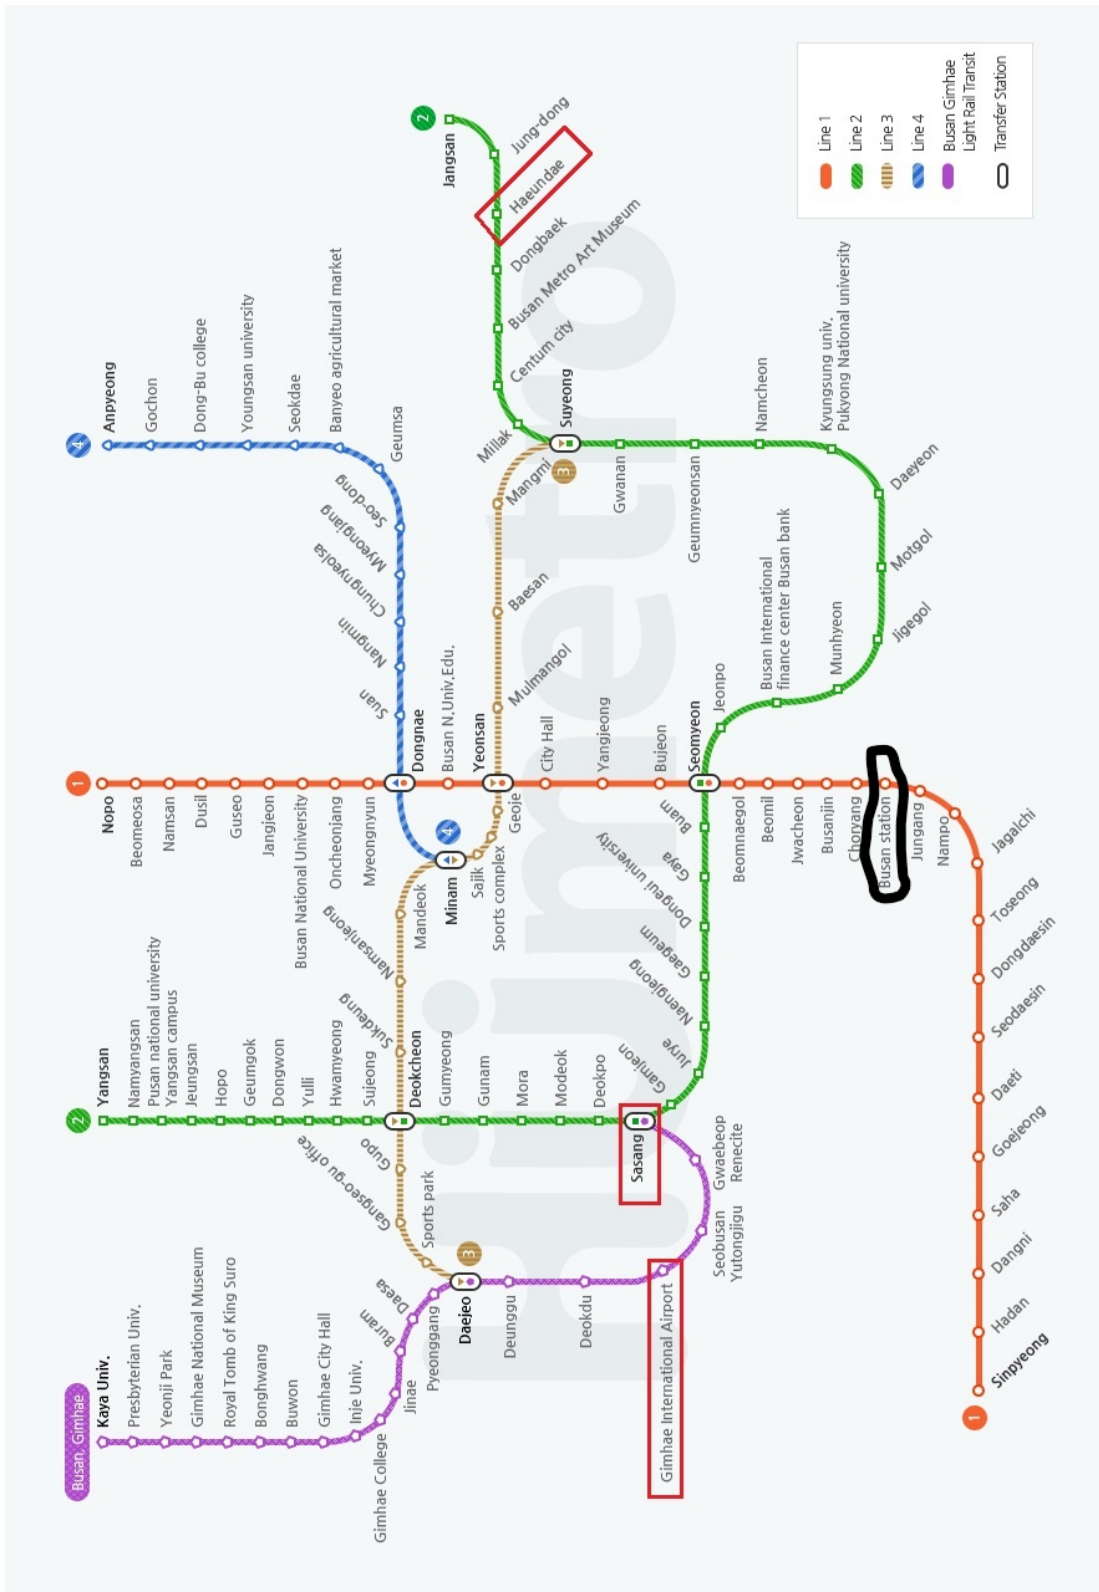 Busan, Gimhae
Kaya Univ.
Presbyterian Univ.
Yeonji Park
Gimhae National Museum
Royal Tomb of King Suro
Bonghwang
Buwon
Gimhae City Hall
Inje Univ.
Gimhae College
Jinae
Buram
Daesa
Pyeonggang
Daejeo
3
Deunggu
Deokdu
Gimhae International Airport
Seobusan
Yutongjigu
Gwaebeop
Renecite
Sasang
2
Yangsan
Namyangsan
Pusan national university
Yangsan campus
Jeungsan
Hopo
Geumgok
Dongwon
Yulli
Hwamyeong
Sujeong
Deokcheon
Gumyeong
Gunam
Mora
Modeok
Deokpo
Gamjeon
Jurye
Naengjeong
Gaegeum
Dongeui University
Gaya
Buam
Seomyeon
Jeonpo
Busan International
finance center Busan bank
Munhyeon
Jigegol
Motgol
Daeyeon
Kyungsung univ.
Pukyong National university
Namcheon
Geumnyeonsan
Gwanan
Suyeong
3
Millak
Centum city
Busan Metro Art Museum
Dongbaek
Haeundae
Jung-dong
Jangsan
2
Sports park
Gangseo-gu office
Gupo
Sukdeung
Namsanjeong
Mandeok
Minam
4
Sajik
Sports complex
Geoje
Yeonsan
Mulmangol
Baesan
Mangmi
1
Nopo
Beomeosa
Namsan
Dusil
Guseo
Jangjeon
Busan National University
Oncheonjang
Myeongnyun
Dongnae
Busan N.Univ.Edu.
City Hall
Yangjeong
Bujeon
Beomnaegol
Beomil
Jwacheon
Busanjin
Choryang
Busan station
Jungang
Nampo
Jagalchi
Toseong
Dongdaesin
Seodaesin
Daeti
Goejeong
Saha
Dangni
Hadan
Sinpyeong
1
4
Anpyeong
Gochon
Dong-Bu college
Youngsan university
Seokdae
Banyeo agricultural market
Geumsa
Seo-dong
Myeongjang
Chungnyeolsa
Nangmin
Suan
Line 1
Line 2
Line 3
Line 4
Busan Gimhae
Light Rail Transit
Transfer Station